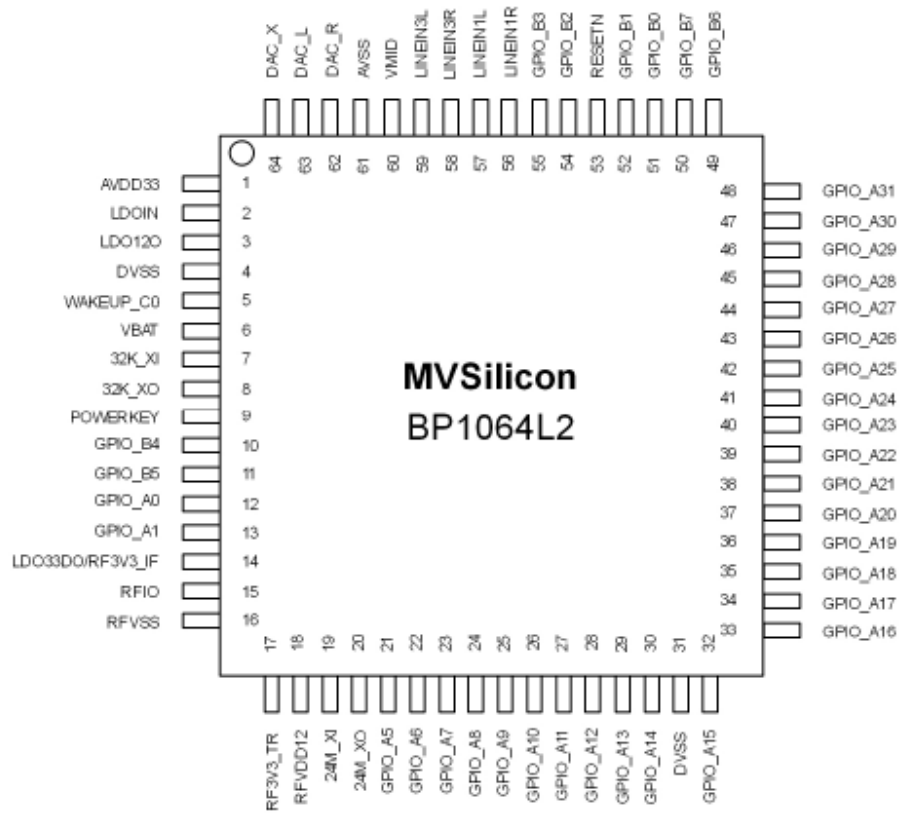 DAC_X
DAC_L
DAC_R
AVSS
VMID
LINEIN3L
LINEIN3R
LINEIN1L
LINEIN1R
GPIO_B3
GPIO_B2
RESETN
GPIO_B1
GPIO_B0
GPIO_B7
GPIO_B6
64 63 62 61 60 59 58 57 56 55 54 53 52 51 50 49
AVDD33 1
LDOIN 2
LDO12O 3
DVSS 4
WAKEUP_C0 5
VBAT 6
32K_XI 7
32K_XO 8
POWERKEY 9
GPIO_B4 10
GPIO_B5 11
GPIO_A0 12
GPIO_A1 13
LDO33DO/RF3V3_IF 14
RFIO 15
RFVSS 16
MVSilicon
BP1064L2
48 GPIO_A31
47 GPIO_A30
46 GPIO_A29
45 GPIO_A28
44 GPIO_A27
43 GPIO_A26
42 GPIO_A25
41 GPIO_A24
40 GPIO_A23
39 GPIO_A22
38 GPIO_A21
37 GPIO_A20
36 GPIO_A19
35 GPIO_A18
34 GPIO_A17
33 GPIO_A16
17 18 19 20 21 22 23 24 25 26 27 28 29 30 31 32
RF3V3_TR
RFVDD12
24M_XI
24M_XO
GPIO_A5
GPIO_A6
GPIO_A7
GPIO_A8
GPIO_A9
GPIO_A10
GPIO_A11
GPIO_A12
GPIO_A13
GPIO_A14
DVSS
GPIO_A15